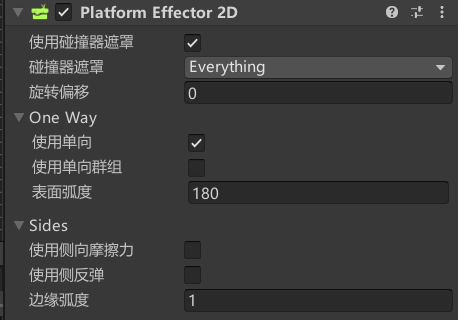 Platform Effector 2D
使用碰撞器遮罩
碰撞器遮罩 Everything
旋转偏移 0
One Way
使用单向
使用单向群组
表面弧度 180
Sides
使用侧向摩擦力
使用侧反弹
边缘弧度 1